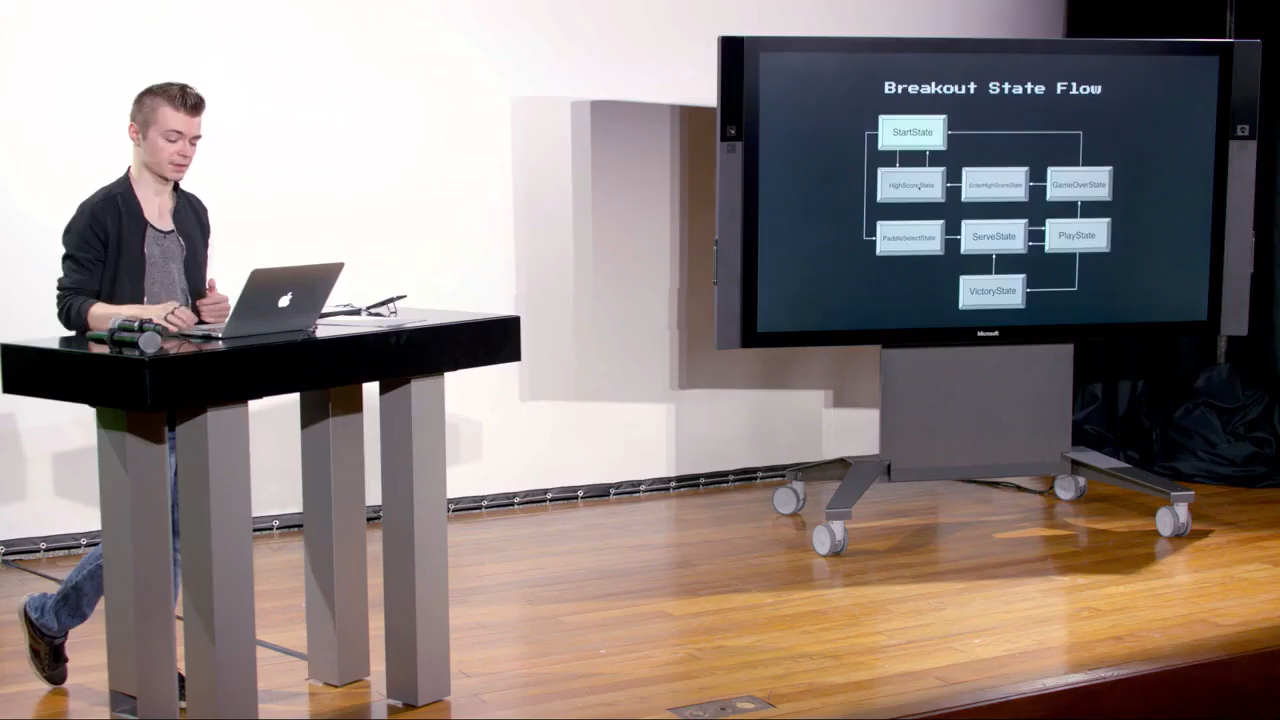 Breakout State Flow
StartState
HighScoreState
EnterHighScoreState
GameOverState
PaddleSelectState
ServeState
PlayState
VictoryState
Microsoft